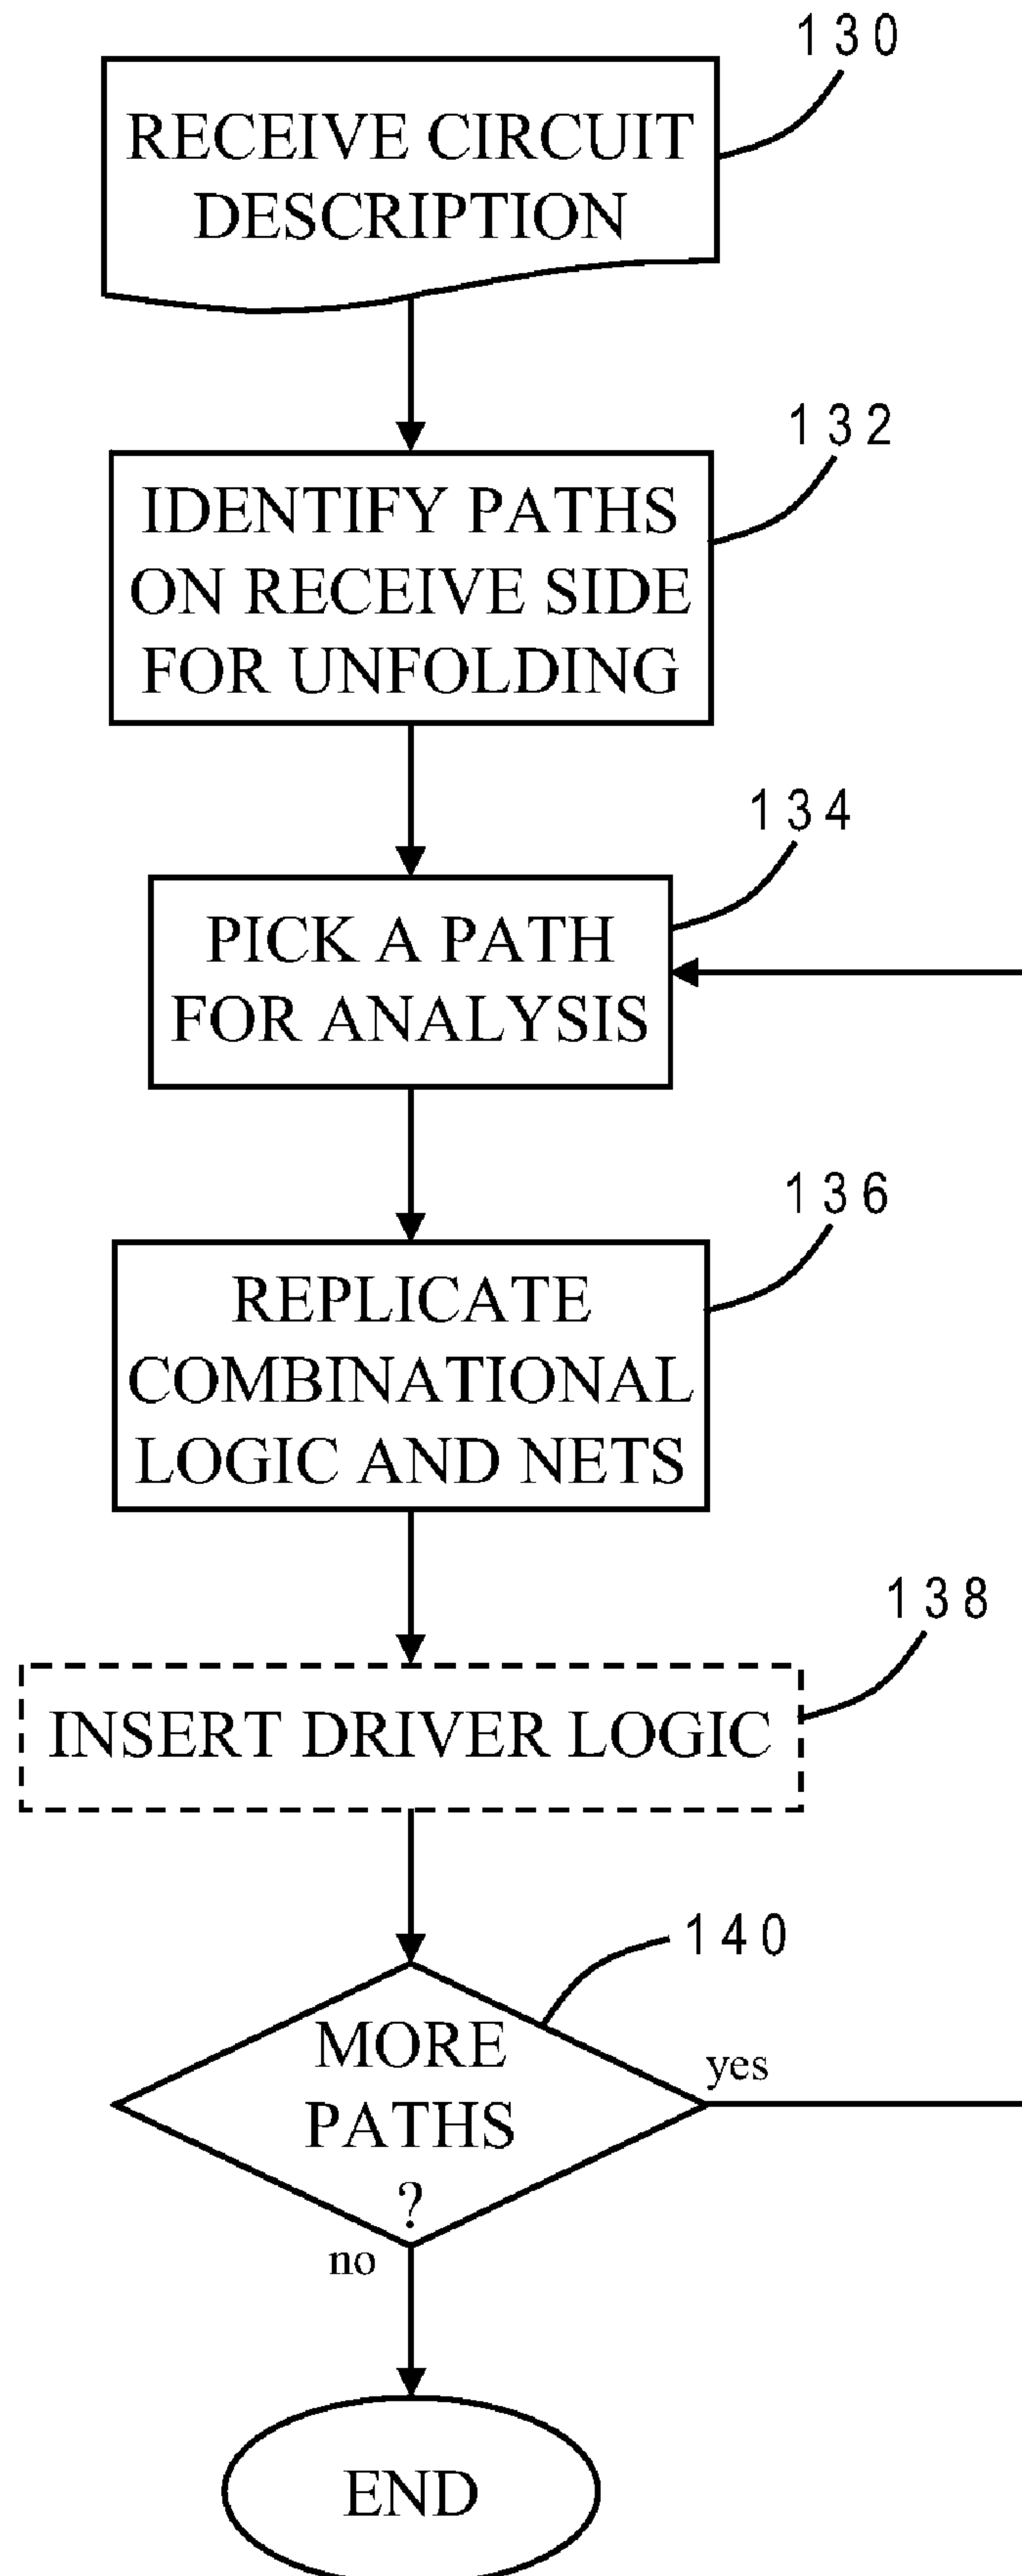 130
RECEIVE CIRCUIT
DESCRIPTION
132
IDENTIFY PATHS
ON RECEIVE SIDE
FOR UNFOLDING
134
PICK A PATH
FOR ANALYSIS
136
REPLICATE
COMBINATIONAL
LOGIC AND NETS
138
INSERT DRIVER LOGIC
140
MORE
PATHS
?
yes
no
END